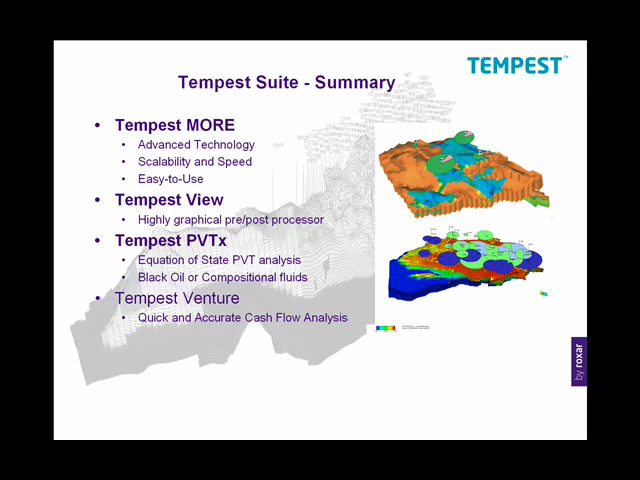 TEMPEST™
Tempest Suite - Summary
• Tempest MORE
• Advanced Technology
• Scalability and Speed
• Easy-to-Use
• Tempest View
• Highly graphical pre/post processor
• Tempest PVTx
• Equation of State PVT analysis
• Black Oil or Compositional fluids
• Tempest Venture
• Quick and Accurate Cash Flow Analysis
by roxar